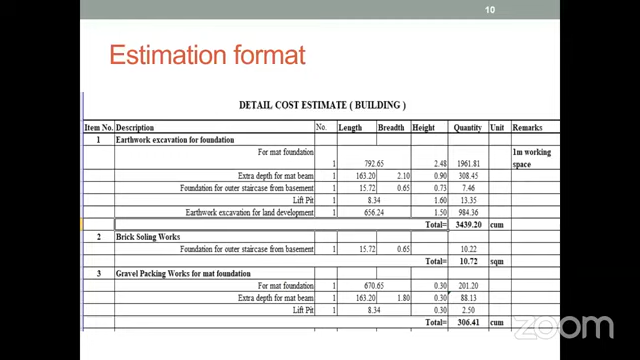 10
Estimation format
DETAIL COST ESTIMATE ( BUILDING )
Item No. Description No. Length Breadth Height Quantity Unit Remarks
1 Earthwork excavation for foundation
For mat foundation 1 792.65 2.48 1961.81 1m working space
Extra depth for mat beam 1 163.20 2.10 0.90 308.45
Foundation for outer staircase from basement 1 15.72 0.65 0.73 7.46
Lift Pit 1 8.34 1.60 13.35
Earthwork excavation for land development 1 656.24 1.50 984.36
Total= 3439.20 cum
2 Brick Soling Works
Foundation for outer staircase from basement 1 15.72 0.65 10.22
Total= 10.72 sqm
3 Gravel Packing Works for mat foundation
For mat foundation 1 670.65 0.30 201.20
Extra depth for mat beam 1 163.20 1.80 0.30 88.13
Lift Pit 1 8.34 0.30 2.50
Total= 306.41 cum
zoom